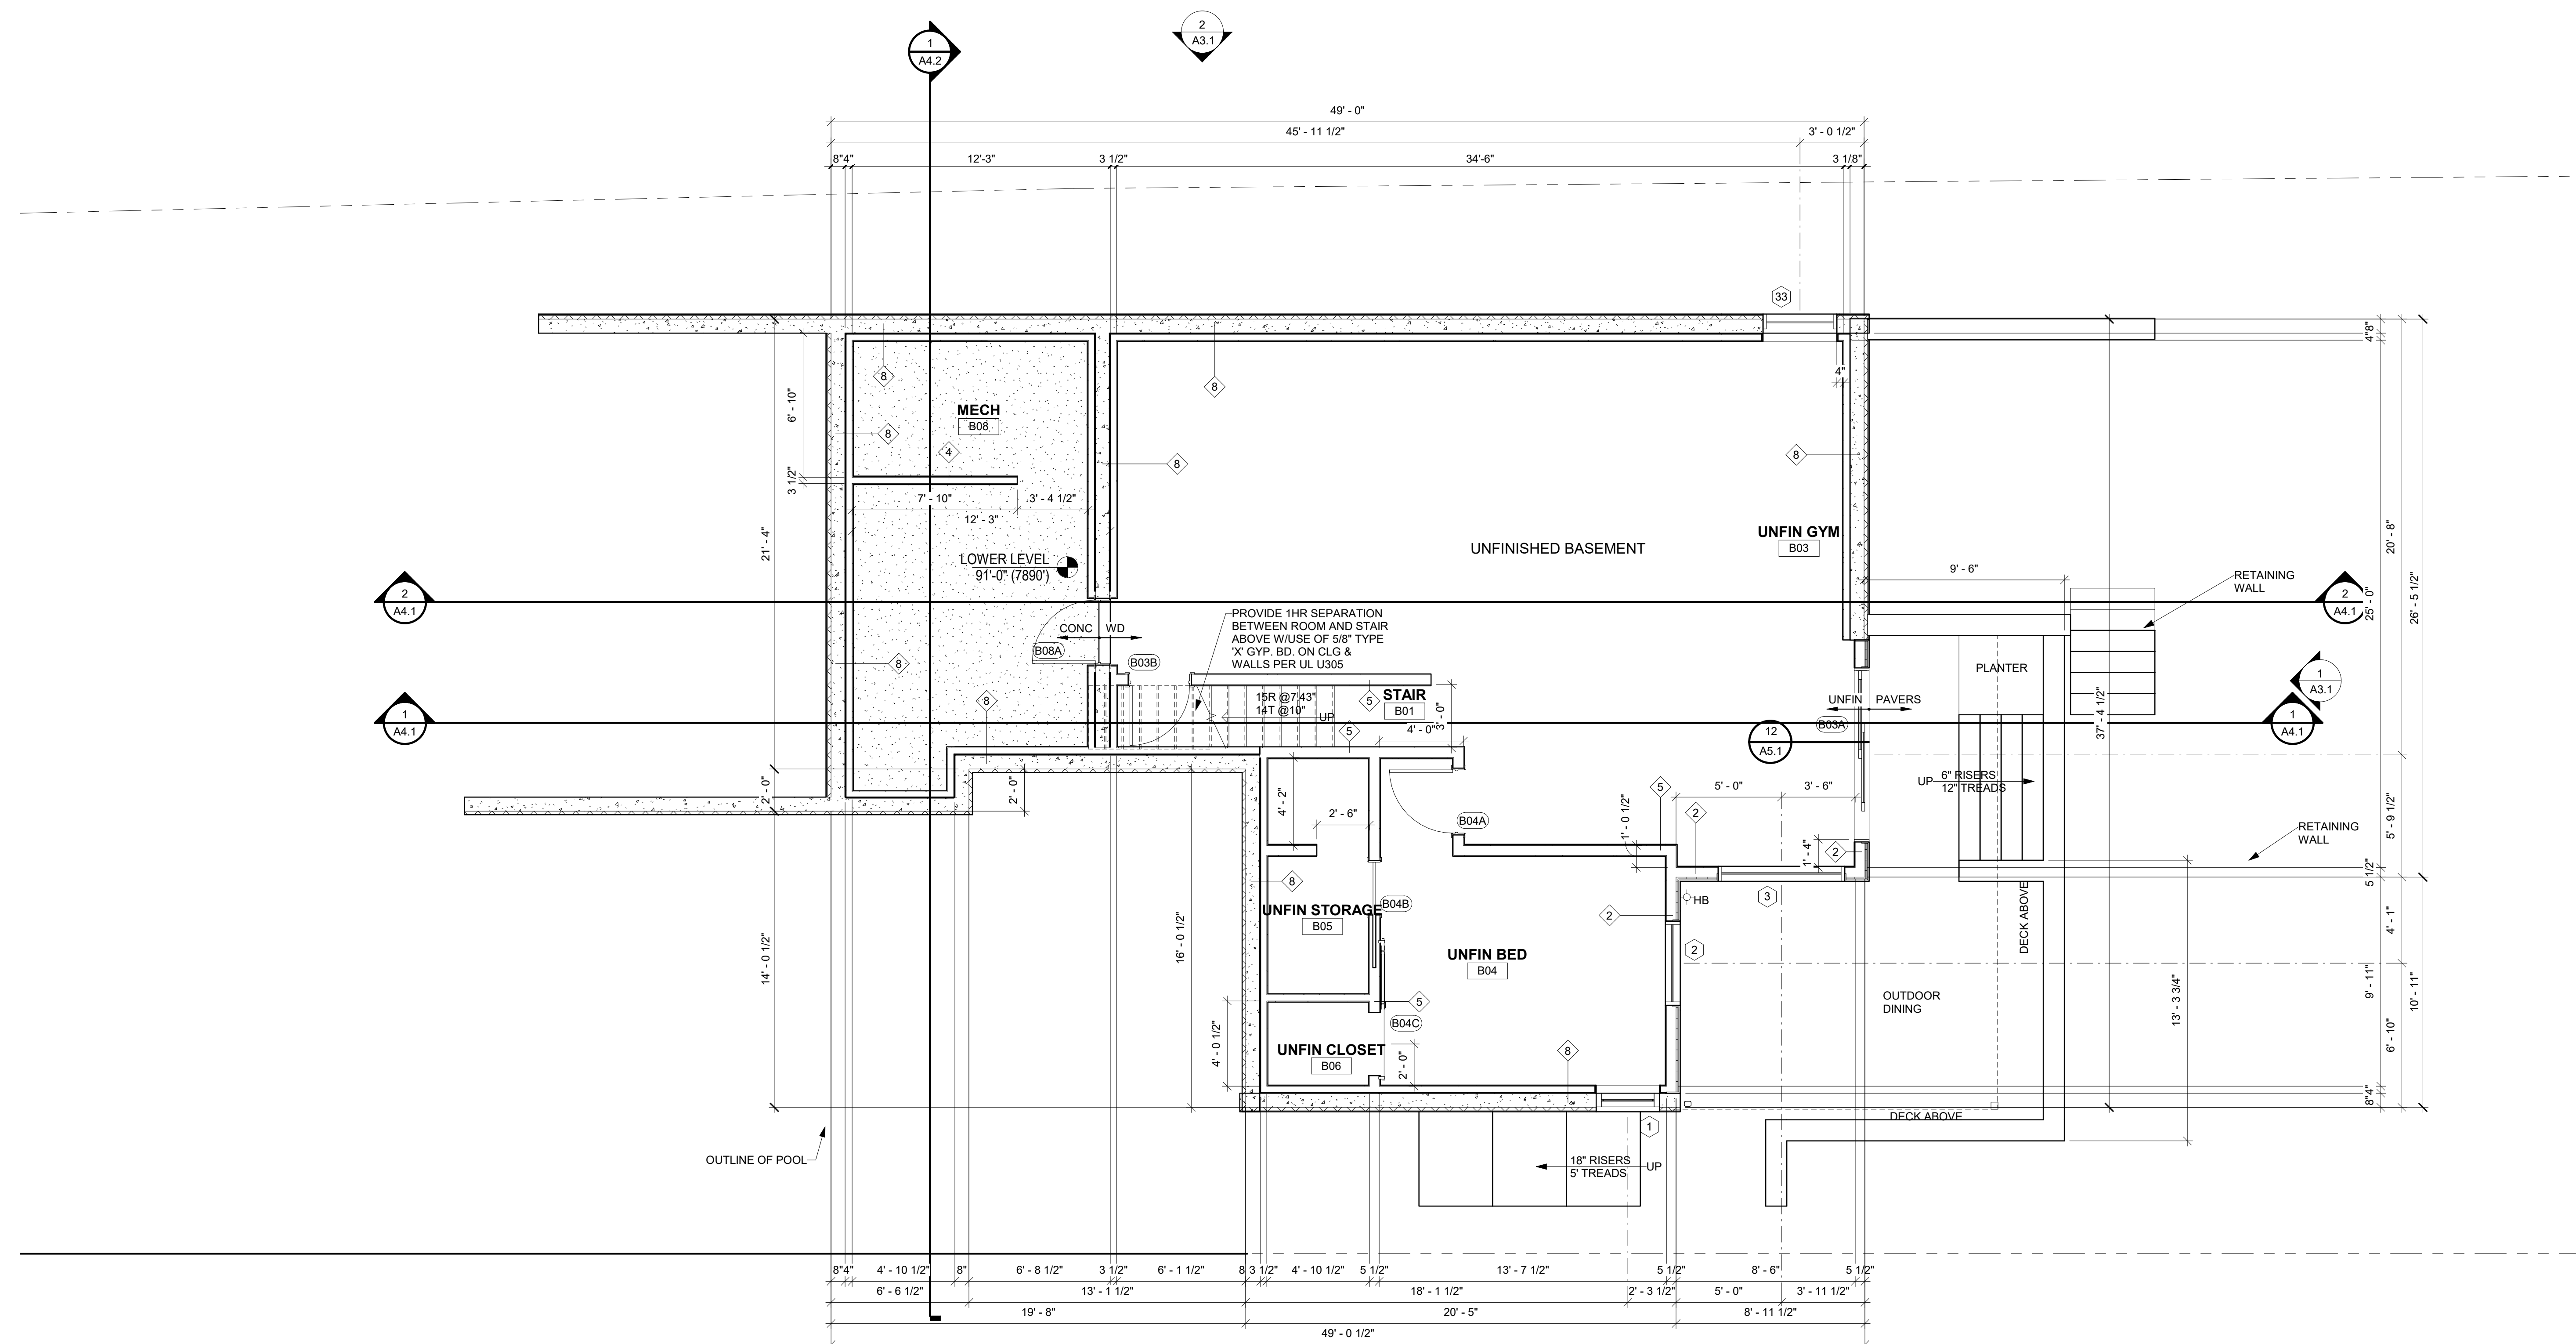 2
A3.1
1
A4.2
49' - 0"
45' - 11 1/2"
3' - 0 1/2"
8"
4"
12'-3"
3 1/2"
34'-6"
3 1/8"
33
8
8
4"
4"
8"
6' - 10"
MECH
B08
8
4
8
8
3 1/2"
7' - 10"
3' - 4 1/2"
12' - 3"
UNFIN GYM
B03
UNFINISHED BASEMENT
21' - 4"
20' - 8"
LOWER LEVEL
91'-0" (7890')
9' - 6"
RETAINING
WALL
2
A4.1
2
A4.1
25' - 0"
26' - 5 1/2"
PROVIDE 1HR SEPARATION
BETWEEN ROOM AND STAIR
ABOVE W/USE OF 5/8" TYPE
'X' GYP. BD. ON CLG &
WALLS PER UL U305
CONC
WD
B08A
B03B
8
8
PLANTER
1
A3.1
15R @7.43"
14T @10"
UP
5
STAIR
B01
3' - 0"
4' - 0"
5
UNFIN
PAVERS
B03A
37' - 4 1/2"
1
A4.1
1
A4.1
12
A5.1
2' - 0"
2' - 0"
4' - 2"
2' - 6"
5
5' - 0"
3' - 6"
UP
6" RISERS
12" TREADS
B04A
1' - 0 1/2"
2
1' - 4"
2
5' - 9 1/2"
RETAINING
WALL
8
5 1/2"
3
HB
B04B
UNFIN STORAGE
B05
2
DECK ABOVE
4' - 1"
2
UNFIN BED
B04
14' - 0 1/2"
16' - 0 1/2"
OUTDOOR
DINING
5
13' - 3 3/4"
9' - 11"
10' - 11"
B04C
4' - 0 1/2"
UNFIN CLOSET
B06
2' - 0"
8
6' - 10"
4"
8"
DECK ABOVE
1
OUTLINE OF POOL
18" RISERS
5' TREADS
UP
8"
4"
4' - 10 1/2"
8"
6' - 8 1/2"
3 1/2"
6' - 1 1/2"
8
3 1/2"
4' - 10 1/2"
5 1/2"
13' - 7 1/2"
5 1/2"
8' - 6"
5 1/2"
6' - 6 1/2"
13' - 1 1/2"
18' - 1 1/2"
2' - 3 1/2"
5' - 0"
3' - 11 1/2"
19' - 8"
20' - 5"
8' - 11 1/2"
49' - 0 1/2"